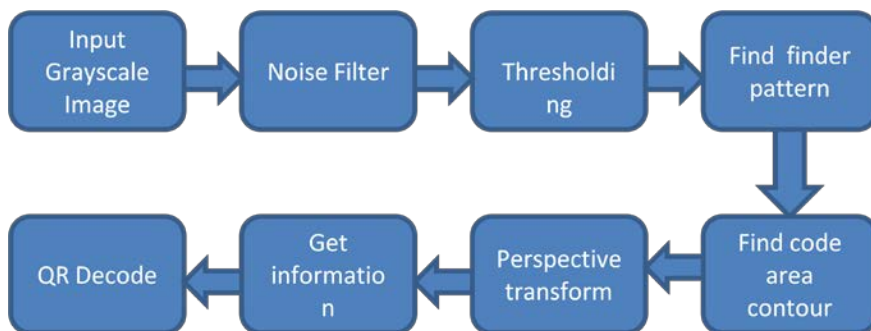 Input
Grayscale
Image
Noise Filter
Thresholdi
ng
Find finder
pattern
Find code
area
contour
Perspective
transform
Get
informatio
n
QR Decode